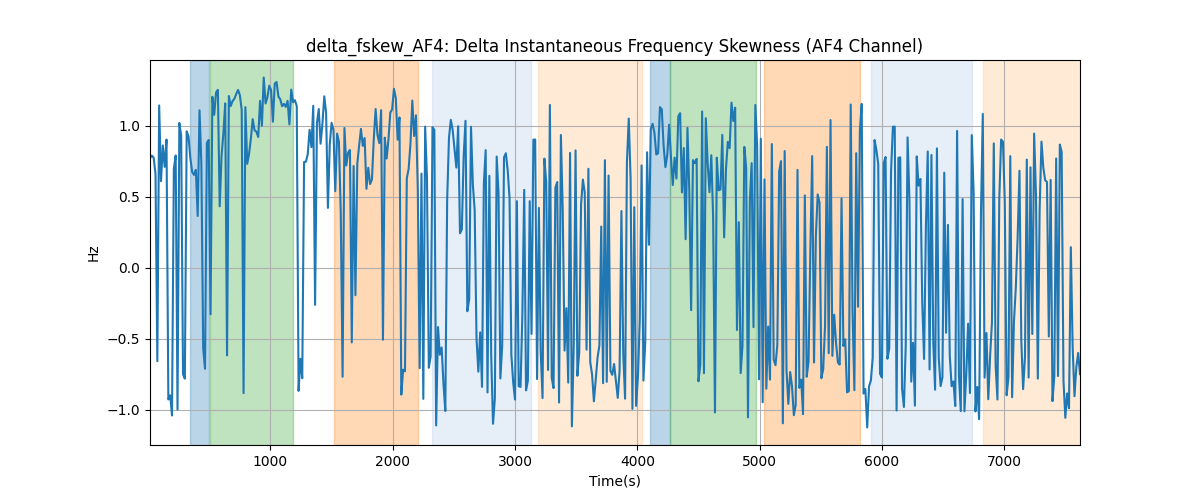 delta_fskew_AF4: Delta Instantaneous Frequency Skewness (AF4 Channel)
1.0
0.5
0.0
−0.5
−1.0
Hz
1000 2000 3000 4000 5000 6000 7000
Time(s)